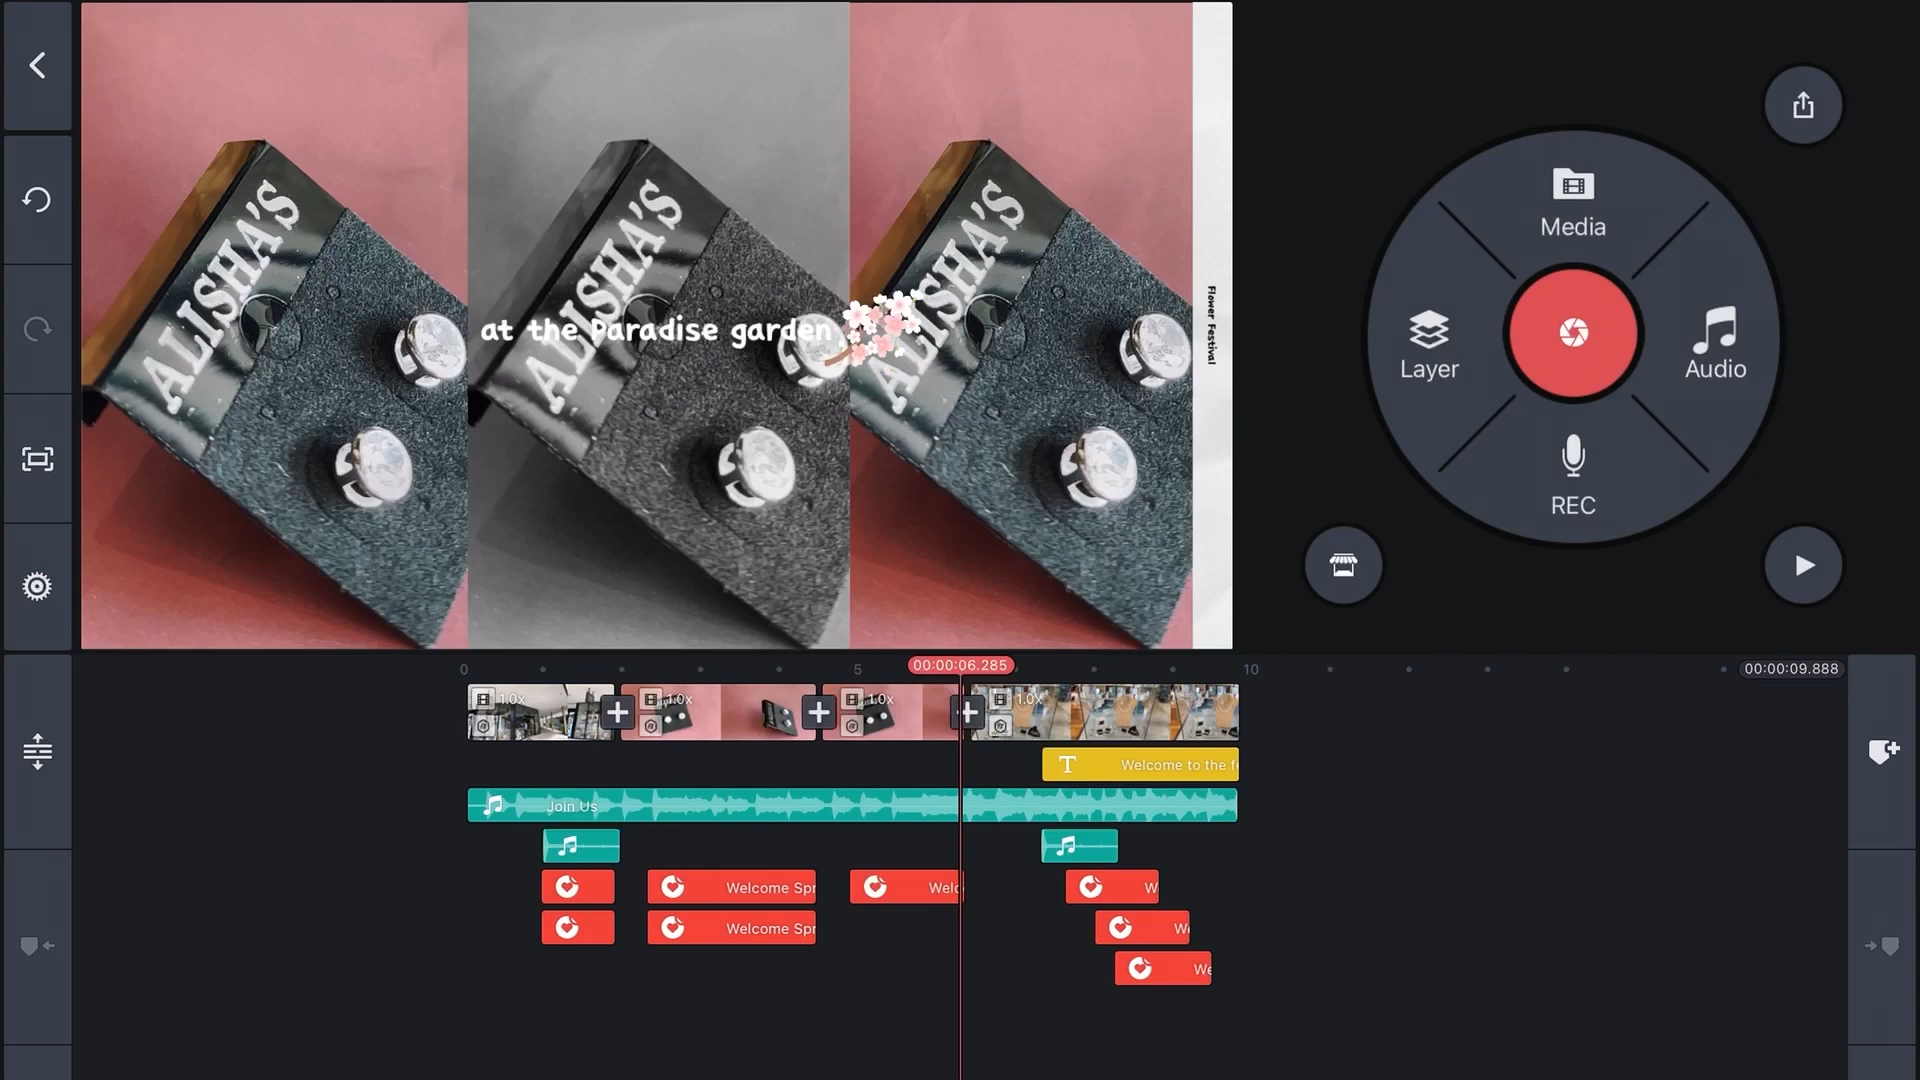 ALISHA'S
ALISHA'S
ALISHA'S
at the Paradise garden
Flower Festival
Media
Layer
Audio
REC
0
5
00:00:06.285
10
00:00:09.888
1.0x
1.0x
1.0x
1.0x
Welcome to the f
Join Us
Welcome Spr
Welc
W
Welcome Spr
We
We